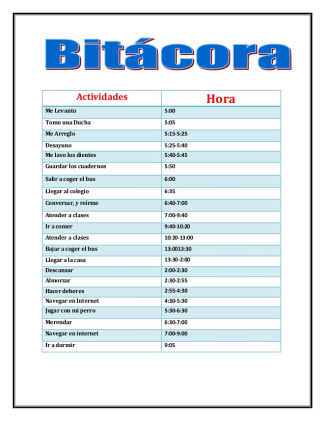 Bitácora
Actividades Hora
Me Levanto 5:00
Tomo una Ducha 5:05
Me Arreglo 5:15-5:25
Desayuno 5:25-5:40
Me lavo los dientes 5:40-5:45
Guardar los cuadernos 5:50
Salir a coger el bus 6:00
Llegar al colegio 6:35
Conversar, y reirme 6:40-7:00
Atender a clases 7:00-9:40
Ir a comer 9:40-10:20
Atender a clases 10:20-13:00
Bajar a coger el bus 13:0013:30
Llegar a la casa 13:30-2:00
Descansar 2:00-2:30
Almorzar 2:30-2:55
Hacer deberes 2:55-4:30
Navegar en Internet 4:30-5:30
Jugar con mi perro 5:30-6:30
Merendar 6:30-7:00
Navegar en internet 7:00-9:00
Ir a dormir 9:05